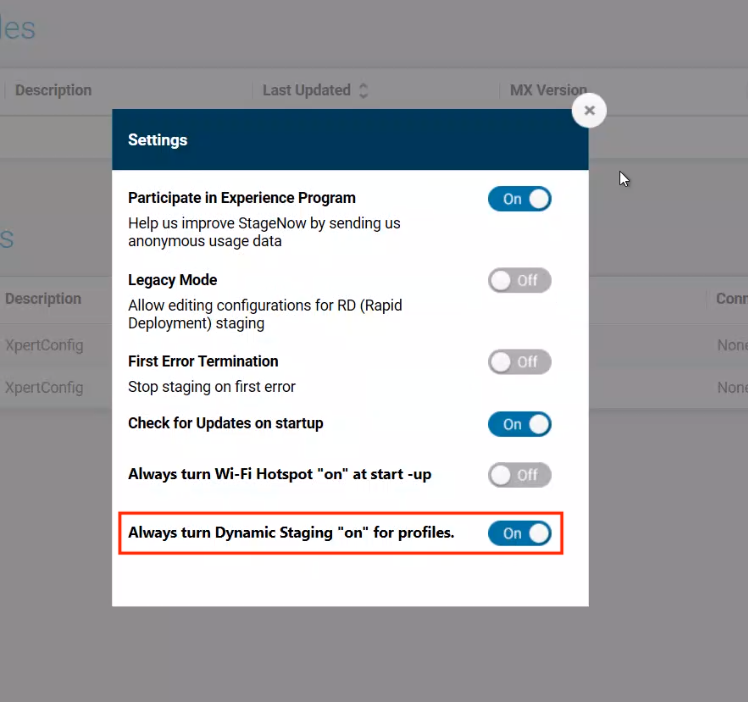 les
Description
Last Updated
MX Version
Settings
Participate in Experience Program
On
Help us improve StageNow by sending us
anonymous usage data
s
Legacy Mode
Off
Description
Conn
Allow editing configurations for RD (Rapid
Deployment) staging
XpertConfig
None
First Error Termination
Off
Stop staging on first error
XpertConfig
None
Check for Updates on startup
On
Always turn Wi-Fi Hotspot "on" at start -up
Off
Always turn Dynamic Staging "on" for profiles.
On